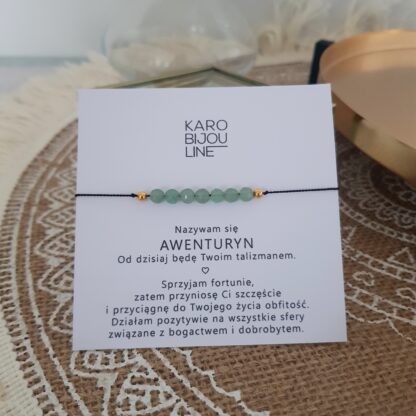 KARO
BIJOU
LINE
Nazywam się
AWENTURYN
Od dzisiaj będę Twoim talizmanem.
♡
Sprzyjam fortunie,
zatem przyniosę Ci szczęście
i przyciągnę do Twojego życia obfitość.
Działam pozytywnie na wszystkie sfery
związane z bogactwem i dobrobytem.